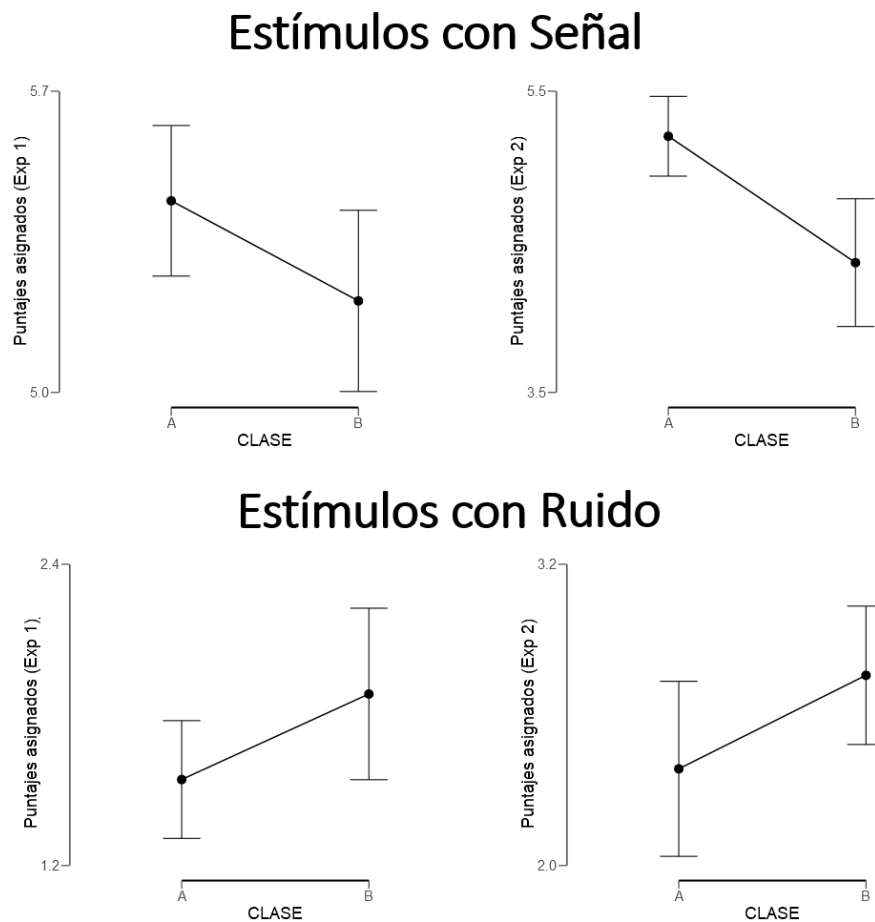 Estímulos con Señal
5.7
Puntajes asignados (Exp 1)
5.0
A
B
CLASE
5.5
Puntajes asignados (Exp 2)
3.5
A
B
CLASE
Estímulos con Ruido
2.4
Puntajes asignados (Exp 1).
1.2
A
B
CLASE
3.2
Puntajes asignados (Exp 2)
2.0
A
B
CLASE